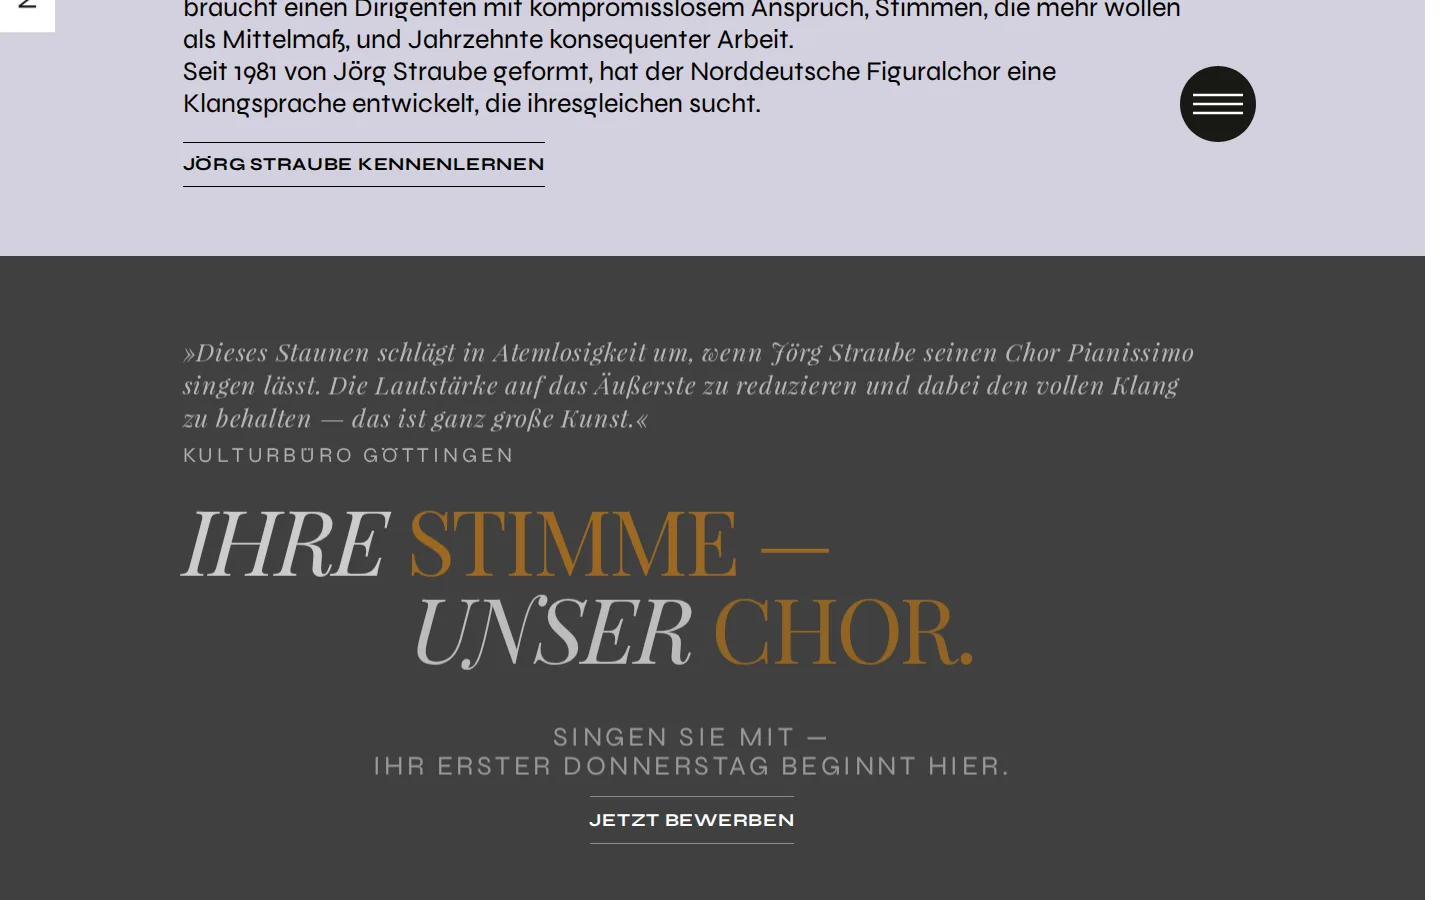 braucht einen Dirigenten mit kompromisslosem Anspruch, Stimmen, die mehr wollen
als Mittelmaß, und Jahrzehnte konsequenter Arbeit.
Seit 1981 von Jörg Straube geformt, hat der Norddeutsche Figuralchor eine
Klangsprache entwickelt, die ihresgleichen sucht.
JÖRG STRAUBE KENNENLERNEN
»Dieses Staunen schlägt in Atemlosigkeit um, wenn Jörg Straube seinen Chor Pianissimo
singen lässt. Die Lautstärke auf das Äußerste zu reduzieren und dabei den vollen Klang
zu behalten — das ist ganz große Kunst.«
KULTURBÜRO GÖTTINGEN
IHRE STIMME —
UNSER CHOR.
SINGEN SIE MIT —
IHR ERSTER DONNERSTAG BEGINNT HIER.
JETZT BEWERBEN